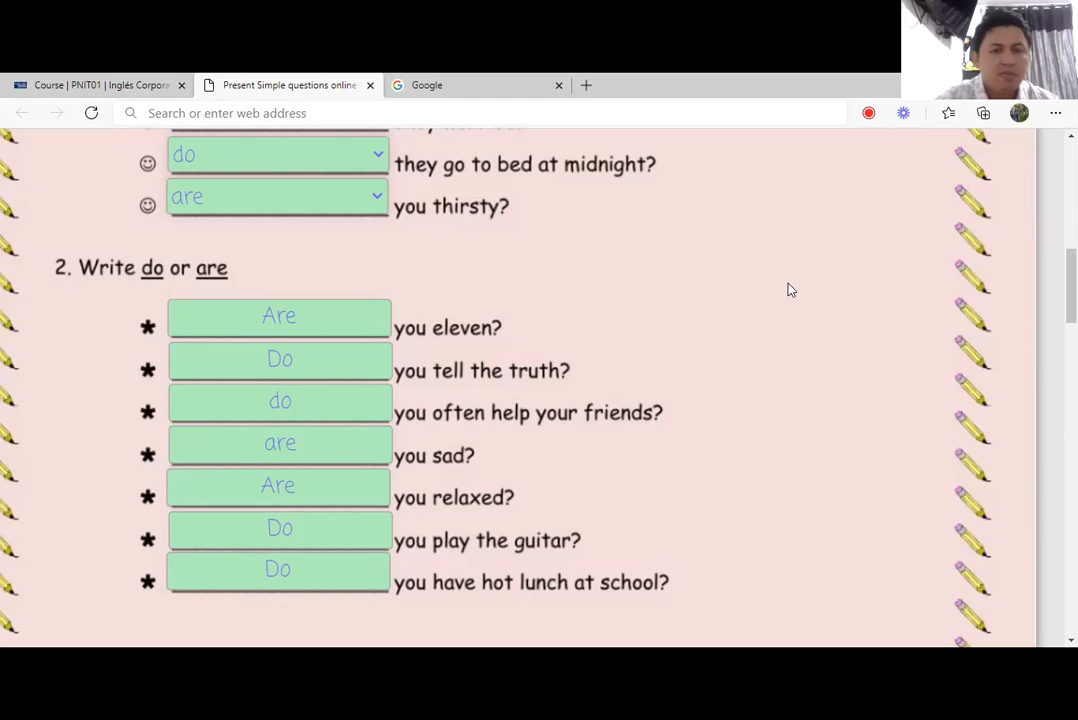 Course | PNIT01 | Inglés Corpora
Present Simple questions online
Google
Search or enter web address
do they go to bed at midnight?
are you thirsty?
2. Write do or are
* Are you eleven?
* Do you tell the truth?
* do you often help your friends?
* are you sad?
* Are you relaxed?
* Do you play the guitar?
* Do you have hot lunch at school?